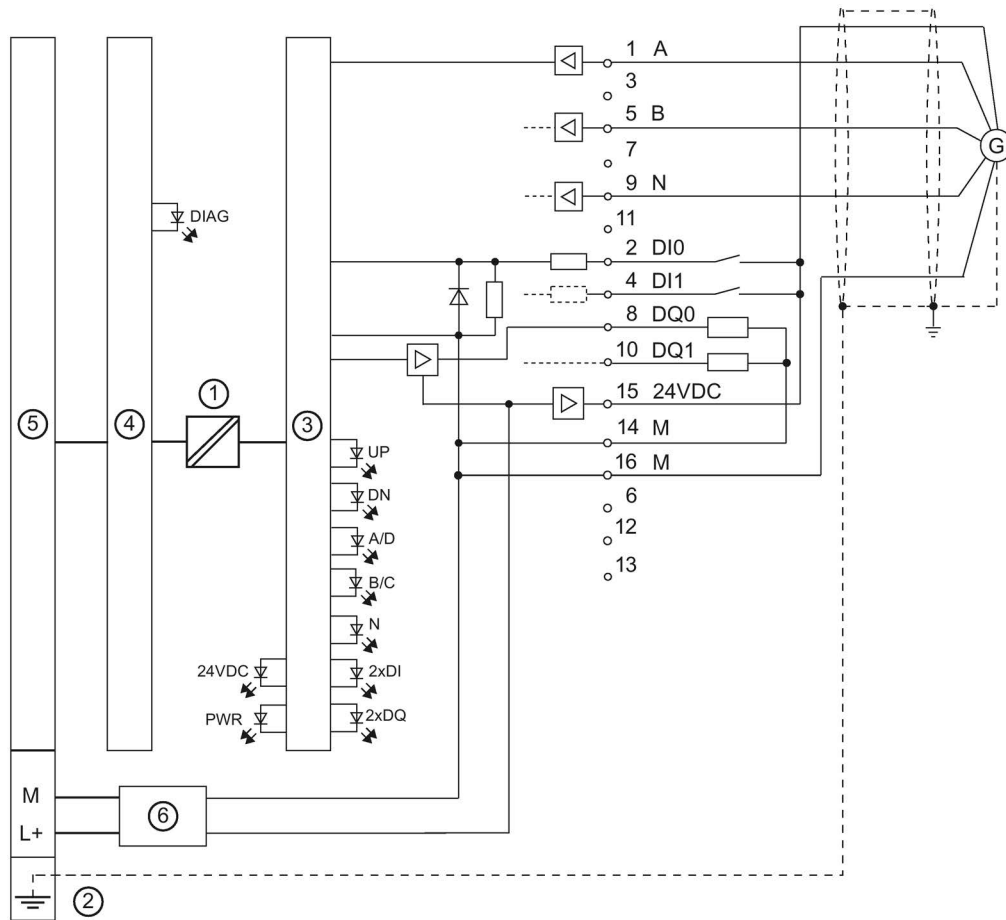 1 A
3
5 B
7
9 N
11
2 DI0
4 DI1
8 DQ0
10 DQ1
15 24VDC
14 M
16 M
6
12
13
G
DIAG
1
5
4
3
UP
DN
A/D
B/C
N
24VDC
2xDI
PWR
2xDQ
M
6
L+
2